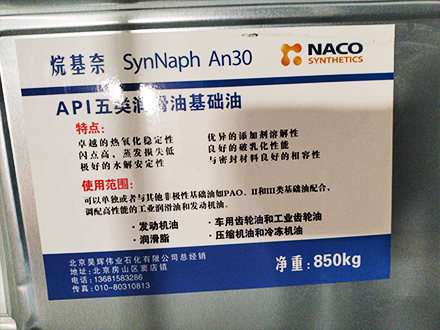 烷基奈 SynNaph An30
NACO
SYNTHETICS
API五类润滑油基础油
特点:
卓越的热氧化稳定性
优异的添加剂溶解性
闪点高,蒸发损失低
良好的破乳化性能
极好的水解安定性
与密封材料良好的相容性
使用范围:
可以单独或者与其他非极性基础油如PAO、II和III类基础油配合,
调配高性能的工业润滑油和发动机油。
·发动机油
·车用齿轮油和工业齿轮油
·润滑脂
·压缩机油和冷冻机油
北京昊辉伟业石化有限公司总经销
地址:北京房山区窦店镇
电话:13681583286
传真:010-80310813
净重:850kg